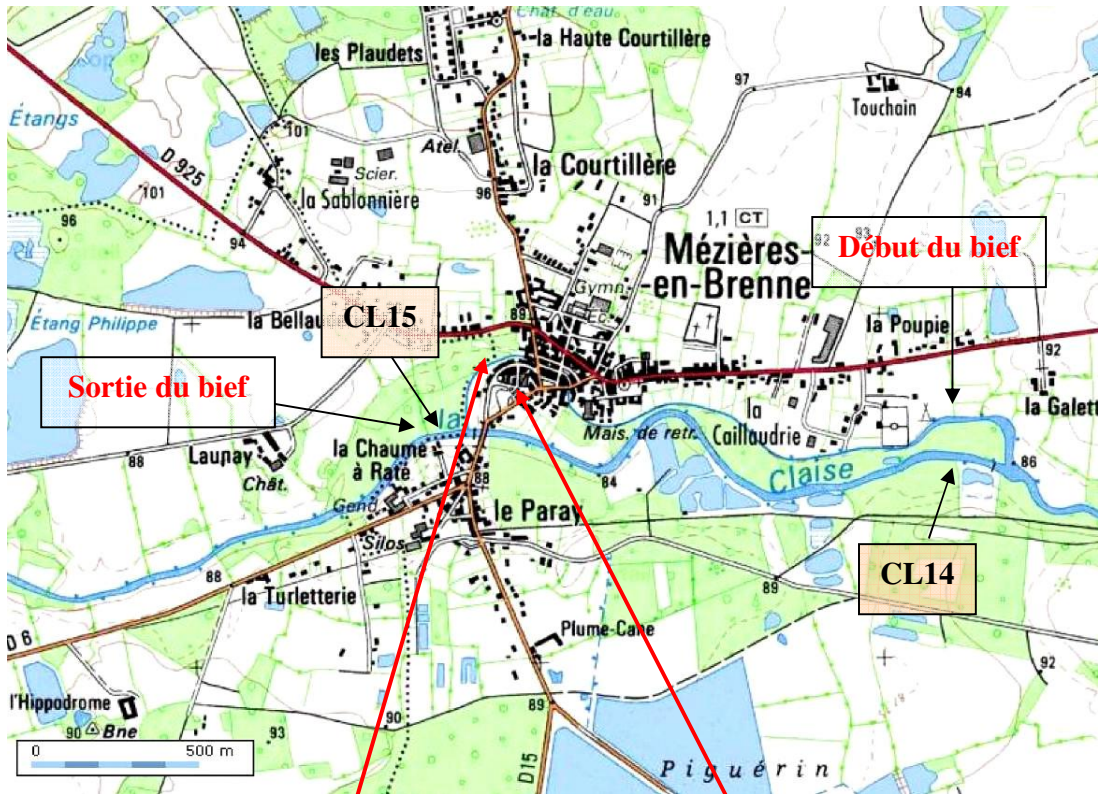 Chât. d'eau
la Haute Courtillère
les Plaudets
97
Touchain
94
Étangs
101
Atel.
D 925
Scier.
la Courtillère
101
la Sablonnière
96
91
1,1 CT
96
94
Mézières-
-en-Brenne
92
93
Début du bief
Gymn.
Éc.
Étang Philippe
la Bellau
CL15
89
la Poupie
92
Sortie du bief
la Galett
la
Mais. de retr.
la
Caillaudrie
Launay
Chât.
88
la Chaume
à Raté
84
Claise
86
88
Gend.
le Paray
Silos
CL14
88
la Turletterie
89
D 6
Plume-Cane
92
l'Hippodrome
90
Bne
93
90
89
0
500 m
D15
Piguérin